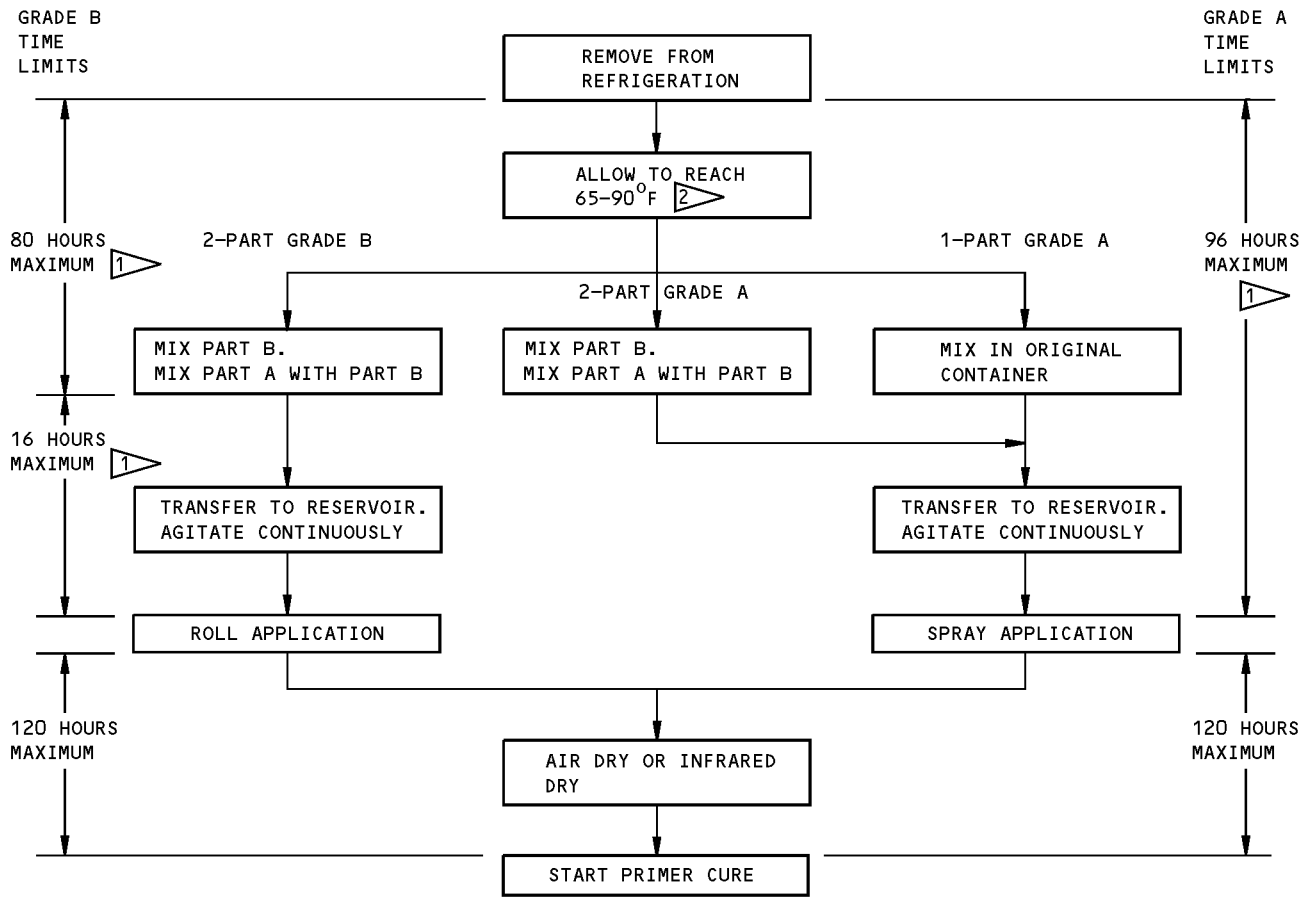 GRADE B
TIME
LIMITS
GRADE A
TIME
LIMITS
REMOVE FROM
REFRIGERATION
ALLOW TO REACH
65-90°F 2
80 HOURS
MAXIMUM 1
2-PART GRADE B
1-PART GRADE A
96 HOURS
MAXIMUM
1
2-PART GRADE A
MIX PART B.
MIX PART A WITH PART B
MIX PART B.
MIX PART A WITH PART B
MIX IN ORIGINAL
CONTAINER
16 HOURS
MAXIMUM 1
TRANSFER TO RESERVOIR.
AGITATE CONTINUOUSLY
TRANSFER TO RESERVOIR.
AGITATE CONTINUOUSLY
ROLL APPLICATION
SPRAY APPLICATION
120 HOURS
MAXIMUM
120 HOURS
MAXIMUM
AIR DRY OR INFRARED
DRY
START PRIMER CURE